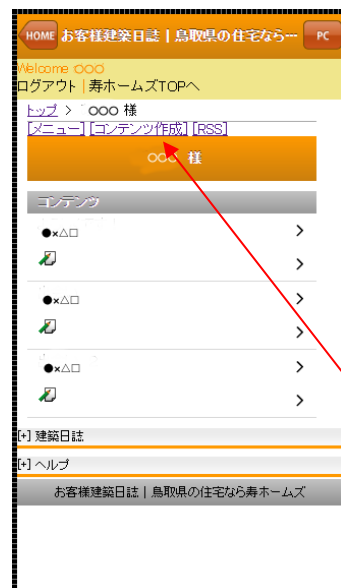 HOME お客様建築日誌 | 鳥取県の住宅なら… PC
Welcome ○○○
ログアウト | 寿ホームズTOPへ
トップ > ○○○ 様
[メニュー] [コンテンツ作成] [RSS]
○○○ 様
コンテンツ
●×△□ >
>
●×△□ >
>
●×△□ >
>
[+] 建築日誌
[+] ヘルプ
お客様建築日誌 | 鳥取県の住宅なら寿ホームズ